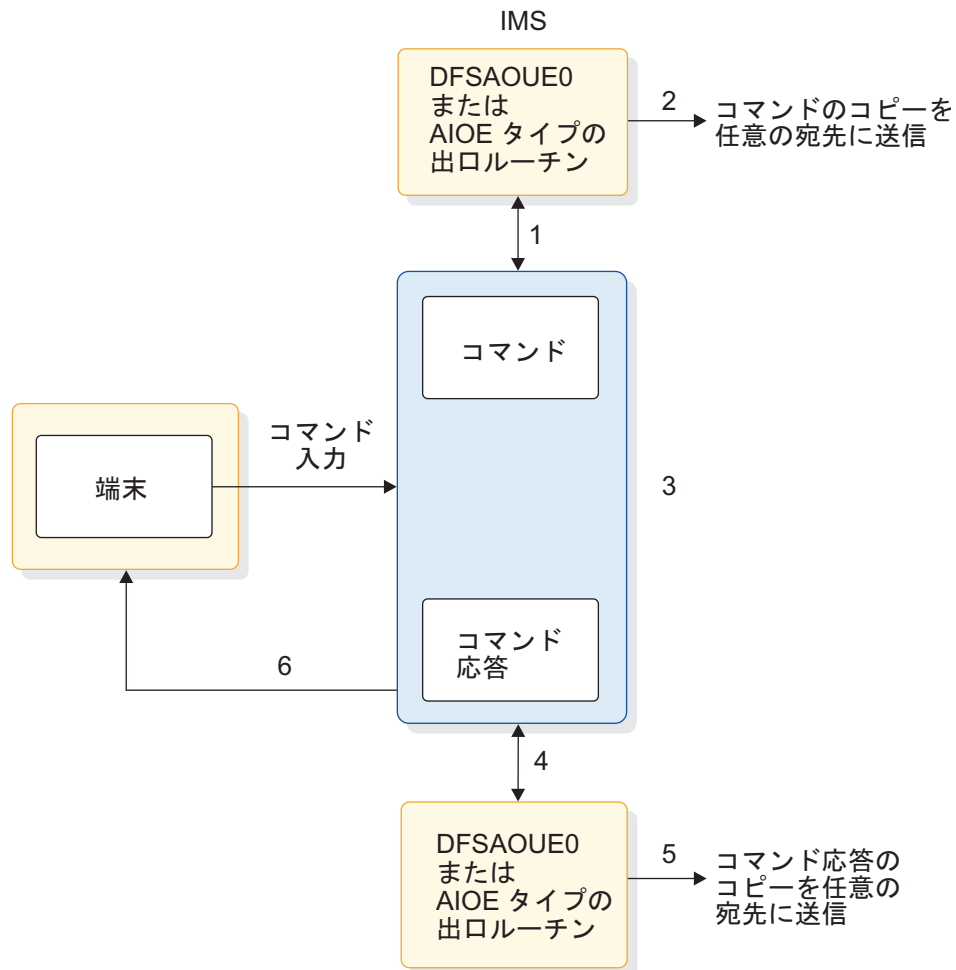 IMS
DFSAOUE0
または
AIOE タイプの
出口ルーチン
2
コマンドのコピーを
任意の宛先に送信
1
コマンド
端末
コマンド
入力
3
コマンド
応答
6
4
DFSAOUE0
または
AIOE タイプの
出口ルーチン
5
コマンド応答の
コピーを任意の
宛先に送信